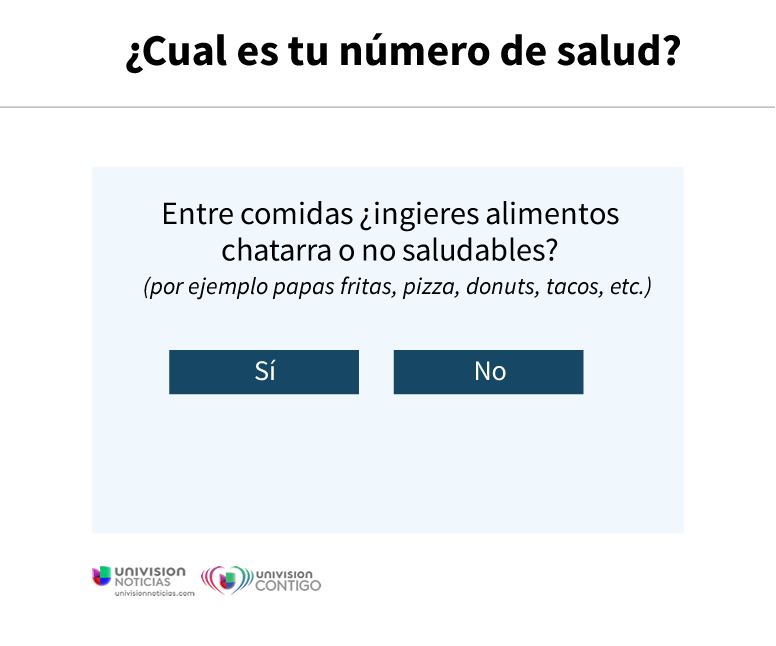 ¿Cual es tu número de salud?
Entre comidas ¿ingieres alimentos
chatarra o no saludables?
(por ejemplo papas fritas, pizza, donuts, tacos, etc.)
Sí
No
UNIVISION
NOTICIAS
univisionnoticias.com
UNIVISION
CONTIGO